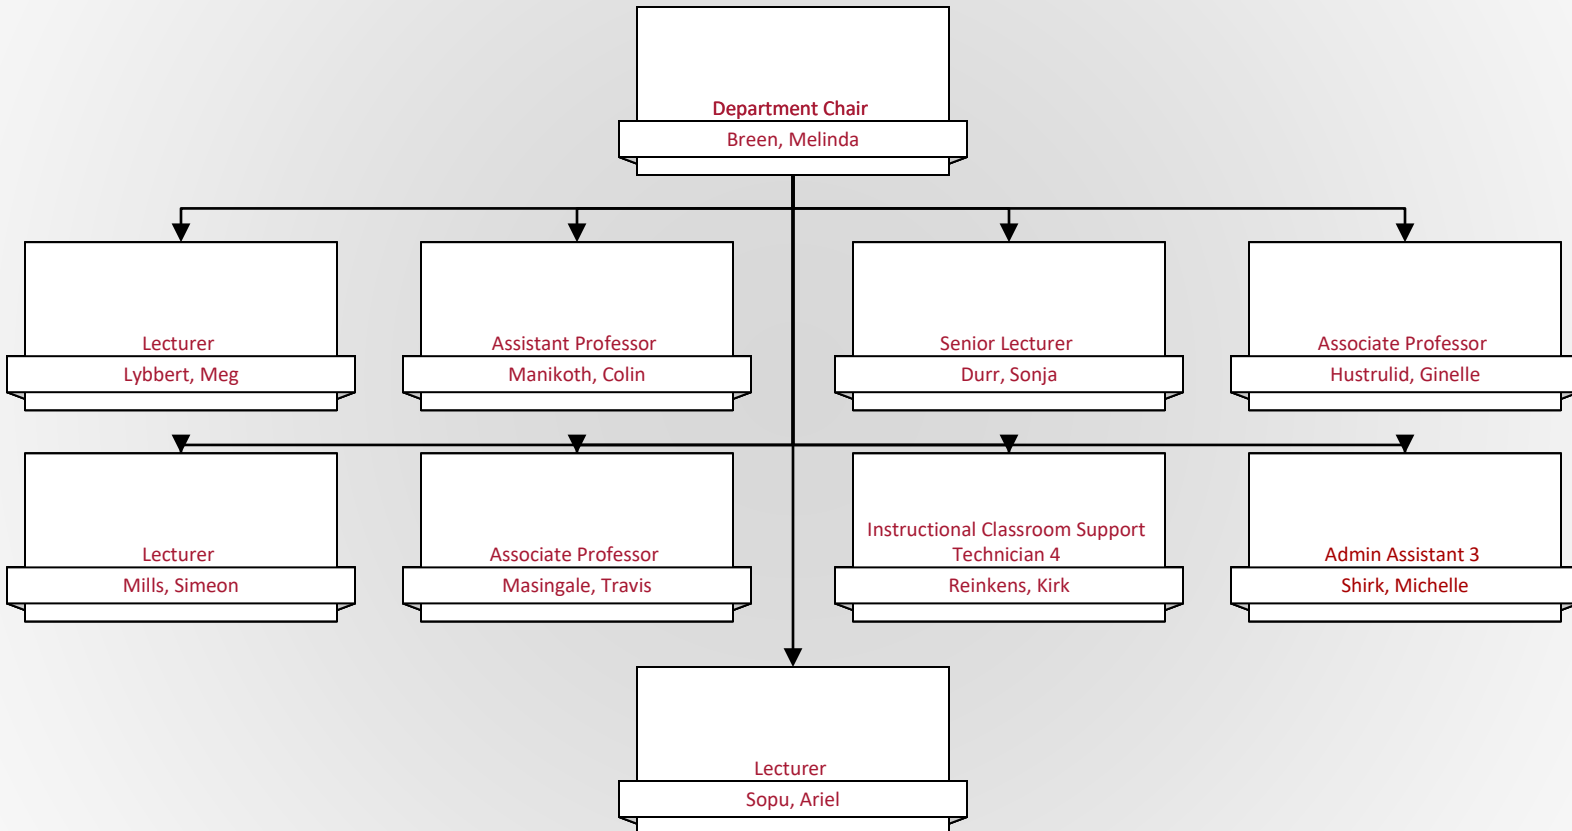 Department Chair
Breen, Melinda
Lecturer
Lybbert, Meg
Assistant Professor
Manikoth, Colin
Senior Lecturer
Durr, Sonja
Associate Professor
Hustrulid, Ginelle
Lecturer
Mills, Simeon
Associate Professor
Masingale, Travis
Instructional Classroom Support
Technician 4
Reinkens, Kirk
Admin Assistant 3
Shirk, Michelle
Lecturer
Sopu, Ariel